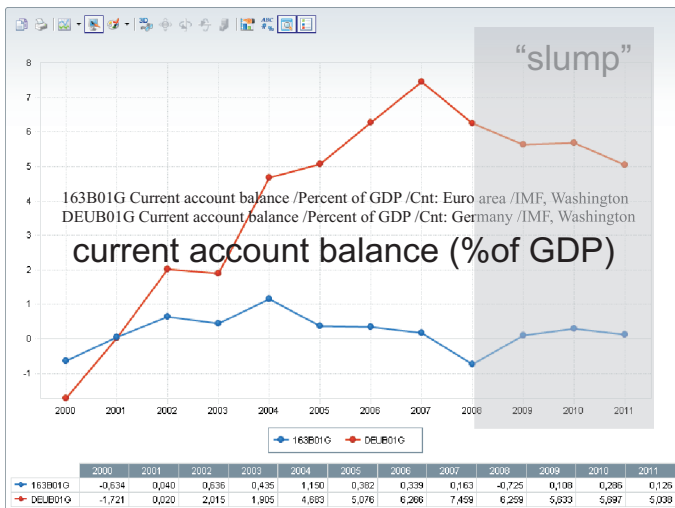 ABC
"slump"
8
7
6
5
4
163B01G Current account balance /Percent of GDP /Cnt: Euro area /IMF, Washington
DEUB01G Current account balance /Percent of GDP /Cnt: Germany /IMF, Washington
current account balance (%of GDP)
2
1
0
-1
2000 2001 2002 2003 2004 2005 2006 2007 2008 2009 2010 2011
163B01G DEUB01G
2000 2001 2002 2003 2004 2005 2006 2007 2008 2009 2010 2011
163B01G -0,634 0,040 0,636 0,435 1,150 0,382 0,339 0,163 -0,725 0,108 0,286 0,126
DEUB01G -1,721 0,020 2,015 1,905 4,683 5,076 6,266 7,459 6,259 5,633 5,697 5,038